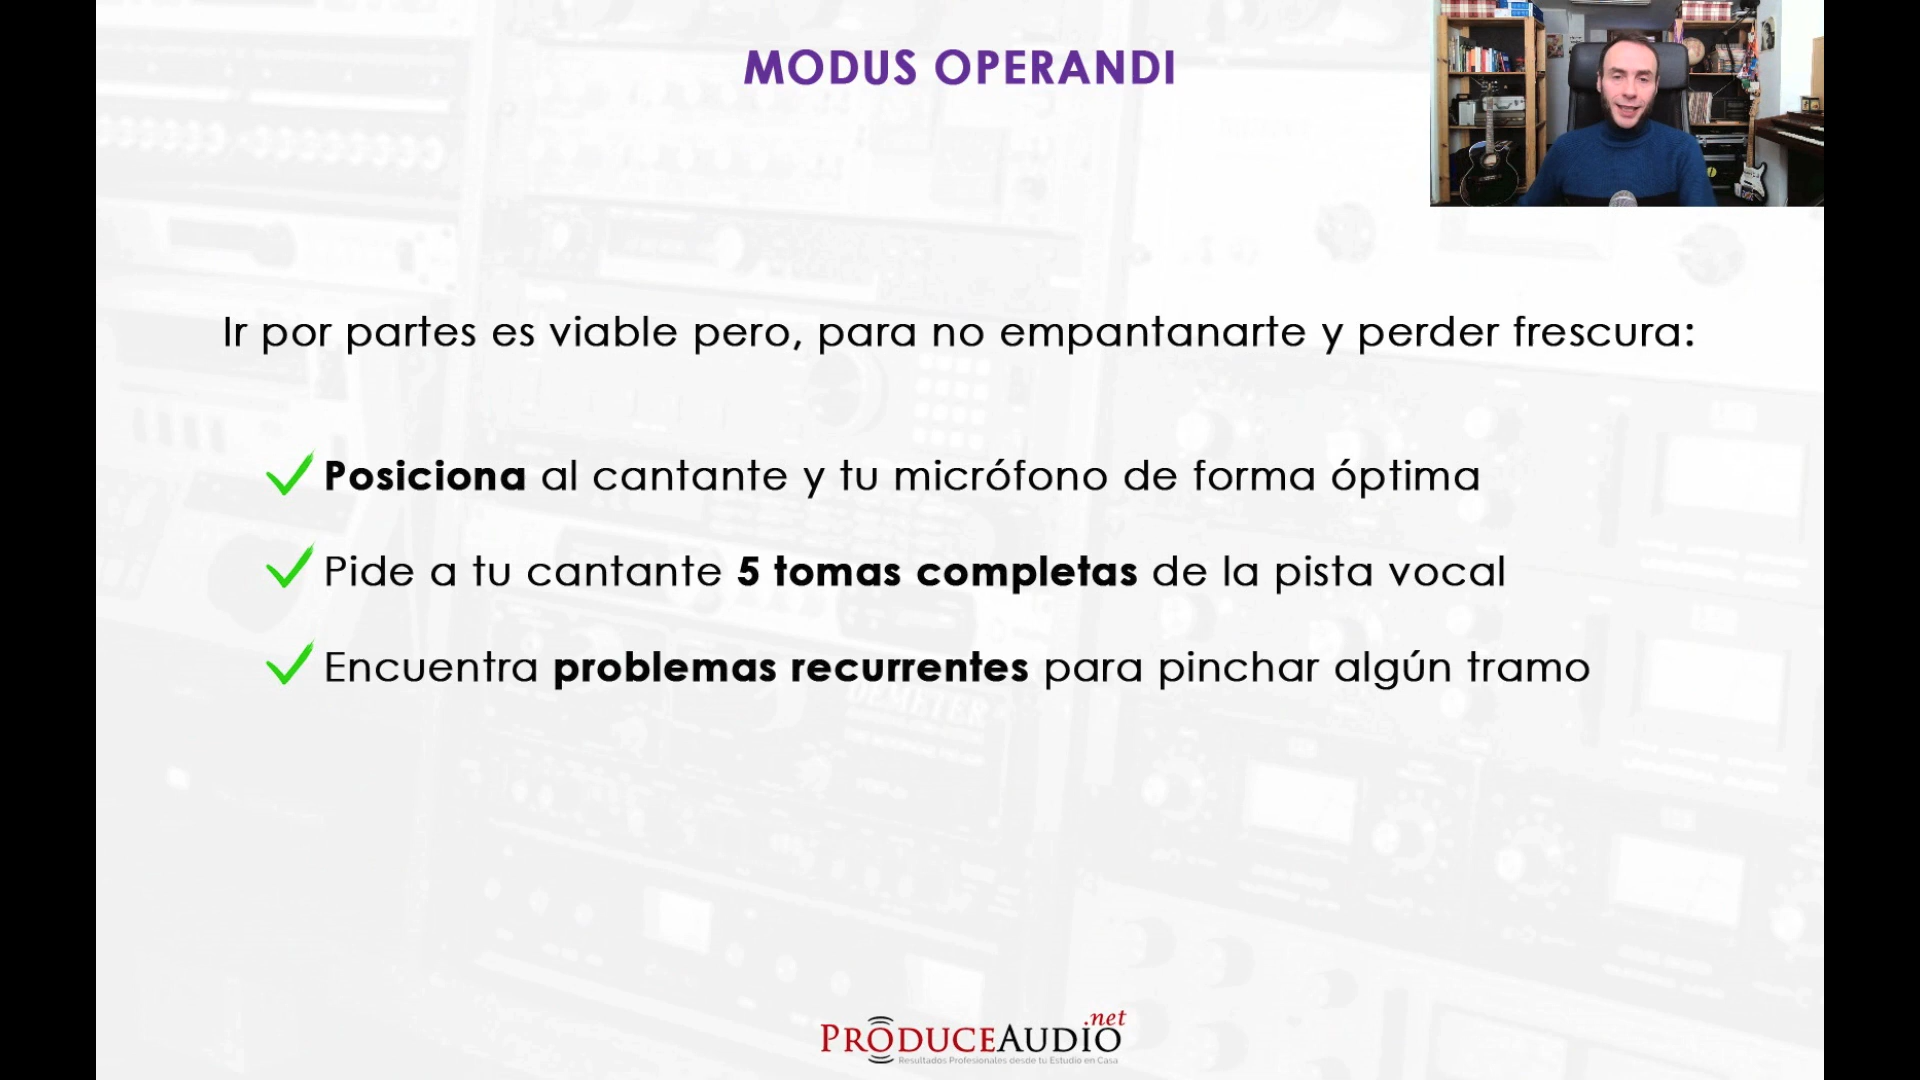 MODUS OPERANDI
Ir por partes es viable pero, para no empantanarte y perder frescura:
Posiciona al cantante y tu micrófono de forma óptima
Pide a tu cantante 5 tomas completas de la pista vocal
Encuentra problemas recurrentes para pinchar algún tramo
DEMETER
PRODUCEAUDIO.net
Resultados Profesionales desde tu Estudio en Casa